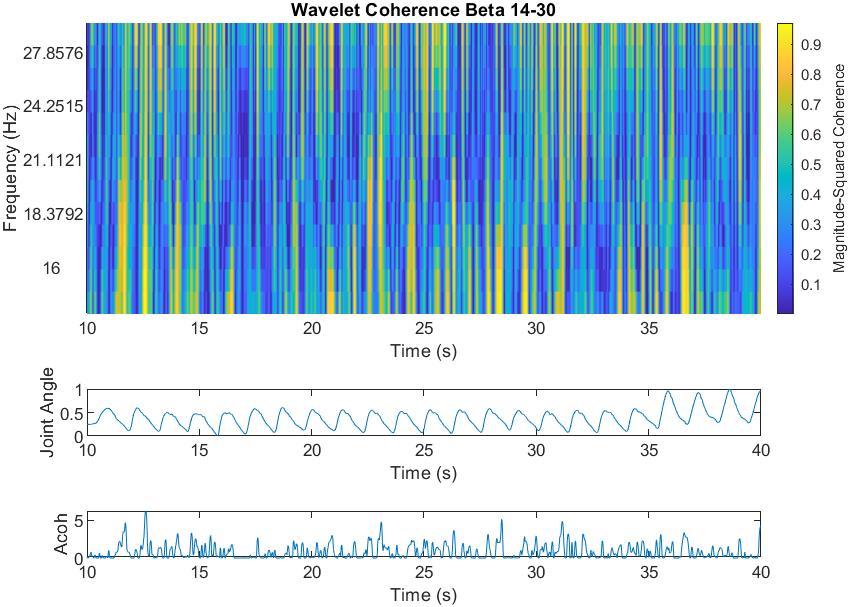 Wavelet Coherence Beta 14-30
Frequency (Hz)
27.8576
24.2515
21.1121
18.3792
16
10 15 20 25 30 35
Time (s)
0.9
0.8
0.7
0.6
0.5
0.4
0.3
0.2
0.1
Magnitude-Squared Coherence
Joint Angle
1
0.5
0
10 15 20 25 30 35 40
Time (s)
Acoh
5
0
10 15 20 25 30 35 40
Time (s)